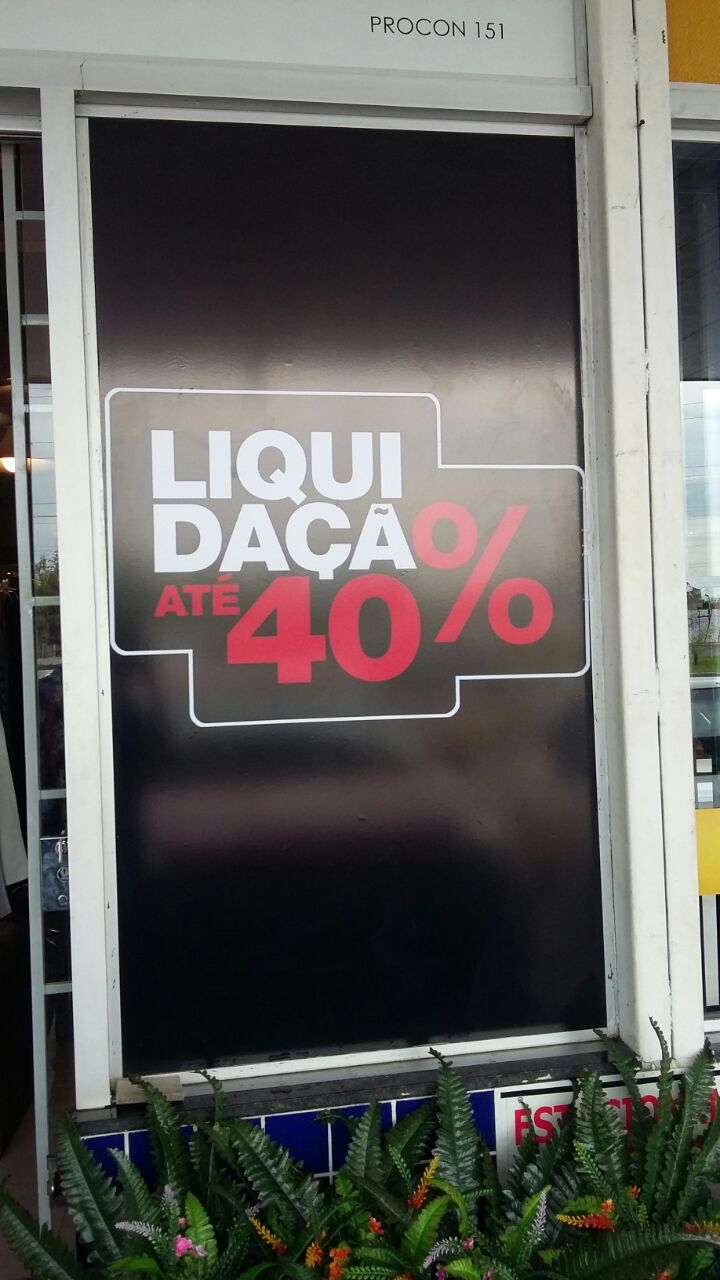 PROCON 151
LIQUI
DAÇÃO%
ATÉ 40